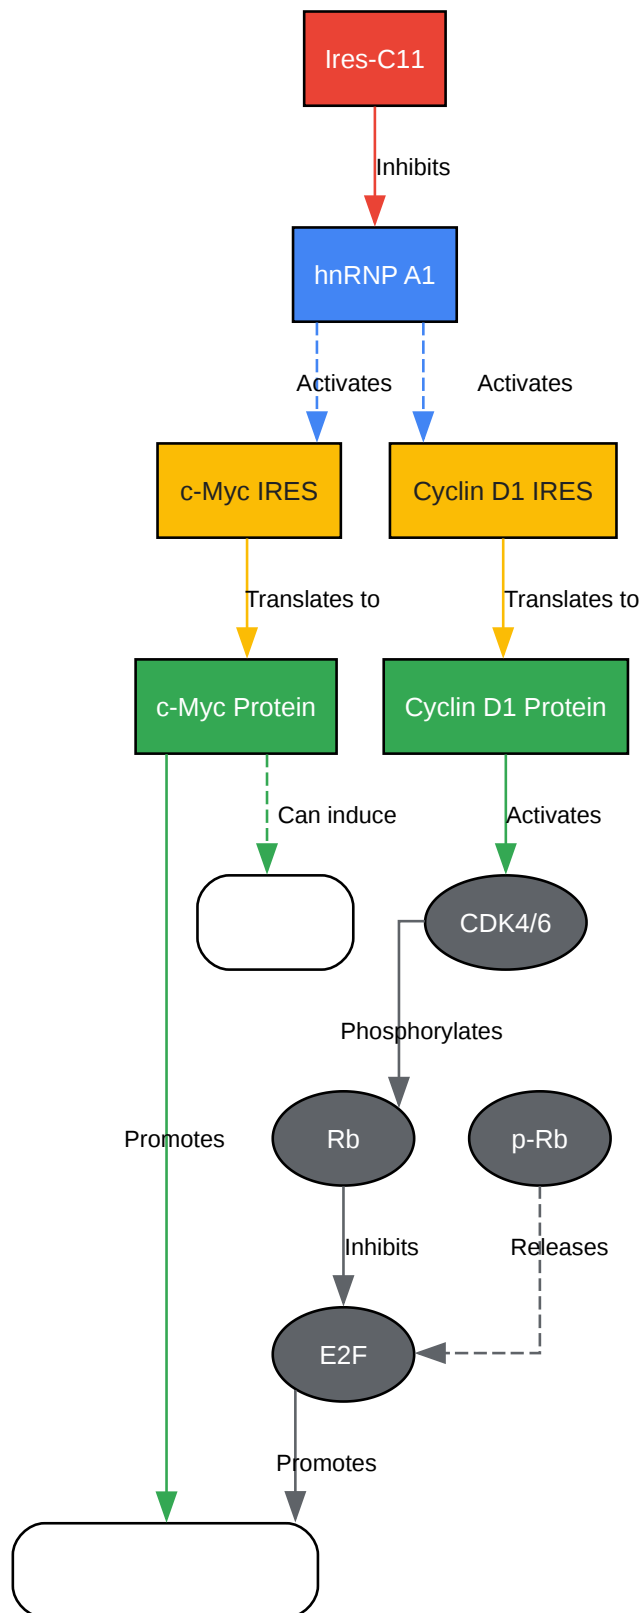 Ires-C11
Inhibits
hnRNP A1
Activates
Activates
c-Myc IRES
Cyclin D1 IRES
Translates to
Translates to
c-Myc Protein
Cyclin D1 Protein
Can induce
Activates
CDK4/6
Phosphorylates
Rb
p-Rb
Promotes
Inhibits
Releases
E2F
Promotes